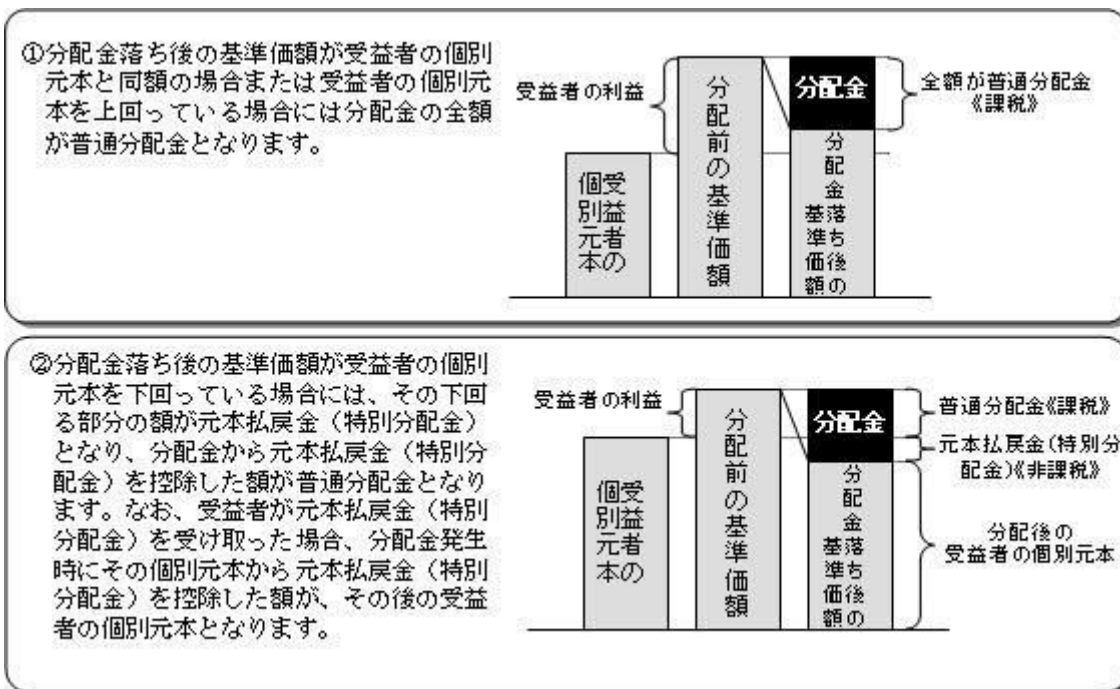 ①分配金落ち後の基準価額が受益者の個別
元本と同額の場合または受益者の個別元
本を上回っている場合には分配金の全額
が普通分配金となります。
受益者の利益
受益者の
個別元本
分配前の基準価額
分配金
分配金落ち後の
基準価額
全額が普通分配金
《課税》
②分配金落ち後の基準価額が受益者の個別
元本を下回っている場合には、その下回
る部分の額が元本払戻金（特別分配金）
となり、分配金から元本払戻金（特別分
配金）を控除した額が普通分配金となり
ます。なお、受益者が元本払戻金（特別
分配金）を受け取った場合、分配金発生
時にその個別元本から元本払戻金（特別
分配金）を控除した額が、その後の受益
者の個別元本となります。
受益者の利益
受益者の
個別元本
分配前の基準価額
分配金
分配金落ち後の
基準価額
普通分配金《課税》
元本払戻金(特別分
配金)《非課税》
分配後の
受益者の個別元本